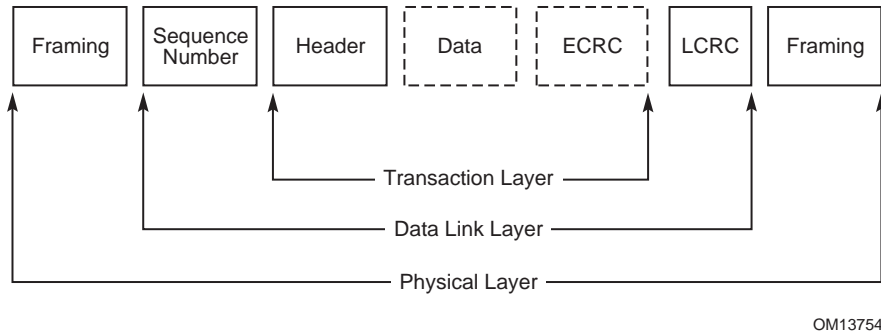 Framing
Sequence
Number
Header
Data
ECRC
LCRC
Framing
Transaction Layer
Data Link Layer
Physical Layer
OM13754